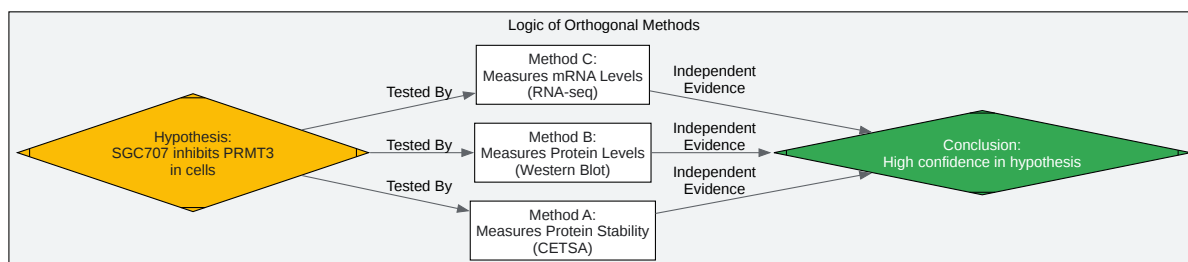 Logic of Orthogonal Methods
Hypothesis:
SGC707 inhibits PRMT3
in cells
Tested By
Tested By
Tested By
Method C:
Measures mRNA Levels
(RNA-seq)
Method B:
Measures Protein Levels
(Western Blot)
Method A:
Measures Protein Stability
(CETSA)
Independent
Evidence
Independent
Evidence
Independent
Evidence
Conclusion:
High confidence in hypothesis